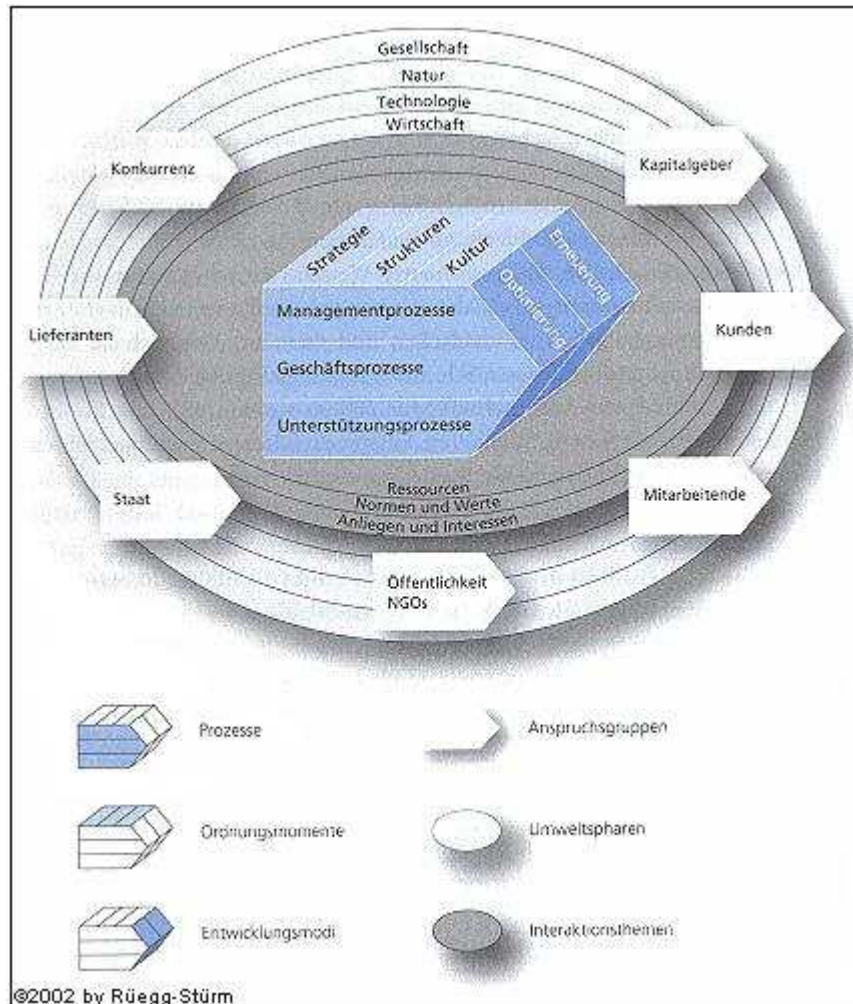 Gesellschaft
Natur
Technologie
Wirtschaft
Konkurrenz
Kapitalgeber
Strategie
Strukturen
Kultur
Erneuerung
Optimierung
Managementprozesse
Lieferanten
Kunden
Geschäftsprozesse
Unterstützungsprozesse
Ressourcen
Normen und Werte
Anliegen und Interessen
Staat
Mitarbeitende
Öffentlichkeit
NGOs
Prozesse
Anspruchsgruppen
Ordnungsmomente
Umweltsphären
Entwicklungsmodi
Interaktionsthemen
©2002 by Rüegg-Stürm